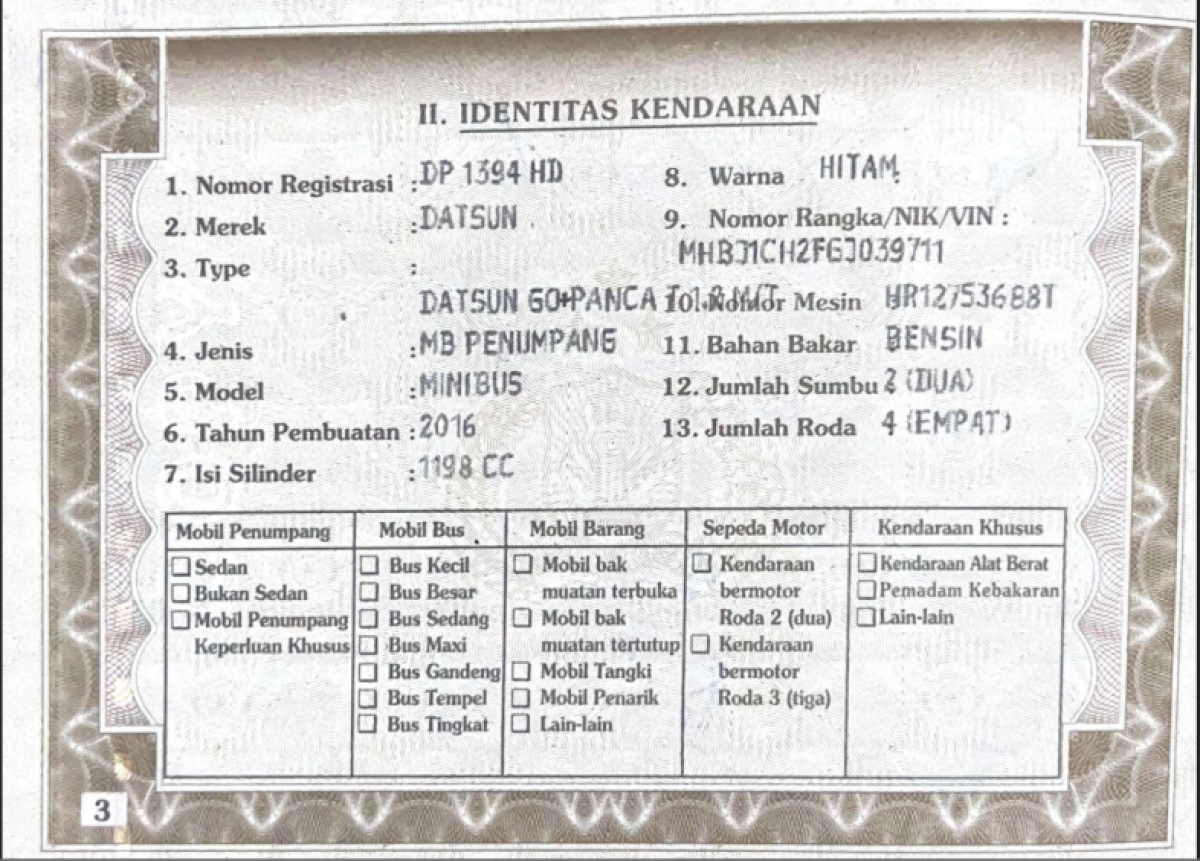 II. IDENTITAS KENDARAAN
1. Nomor Registrasi : DP 1394 HD
2. Merek : DATSUN
3. Type :
DATSUN GO+PANCA T 1.2 M/T
4. Jenis : MB PENUMPANG
5. Model : MINIBUS
6. Tahun Pembuatan : 2016
7. Isi Silinder : 1198 CC
8. Warna HITAM
9. Nomor Rangka/NIK/VIN :
MHBJ1CH2FGJ039711
10. Nomor Mesin HR12753688T
11. Bahan Bakar BENSIN
12. Jumlah Sumbu 2 (DUA)
13. Jumlah Roda 4 (EMPAT)
Mobil Penumpang
Sedan
Bukan Sedan
Mobil Penumpang
Keperluan Khusus
Mobil Bus
Bus Kecil
Bus Besar
Bus Sedang
Bus Maxi
Bus Gandeng
Bus Tempel
Bus Tingkat
Mobil Barang
Mobil bak
muatan terbuka
Mobil bak
muatan tertutup
Mobil Tangki
Mobil Penarik
Lain-lain
Sepeda Motor
Kendaraan
bermotor
Roda 2 (dua)
Kendaraan
bermotor
Roda 3 (tiga)
Kendaraan Khusus
Kendaraan Alat Berat
Pemadam Kebakaran
Lain-lain
3